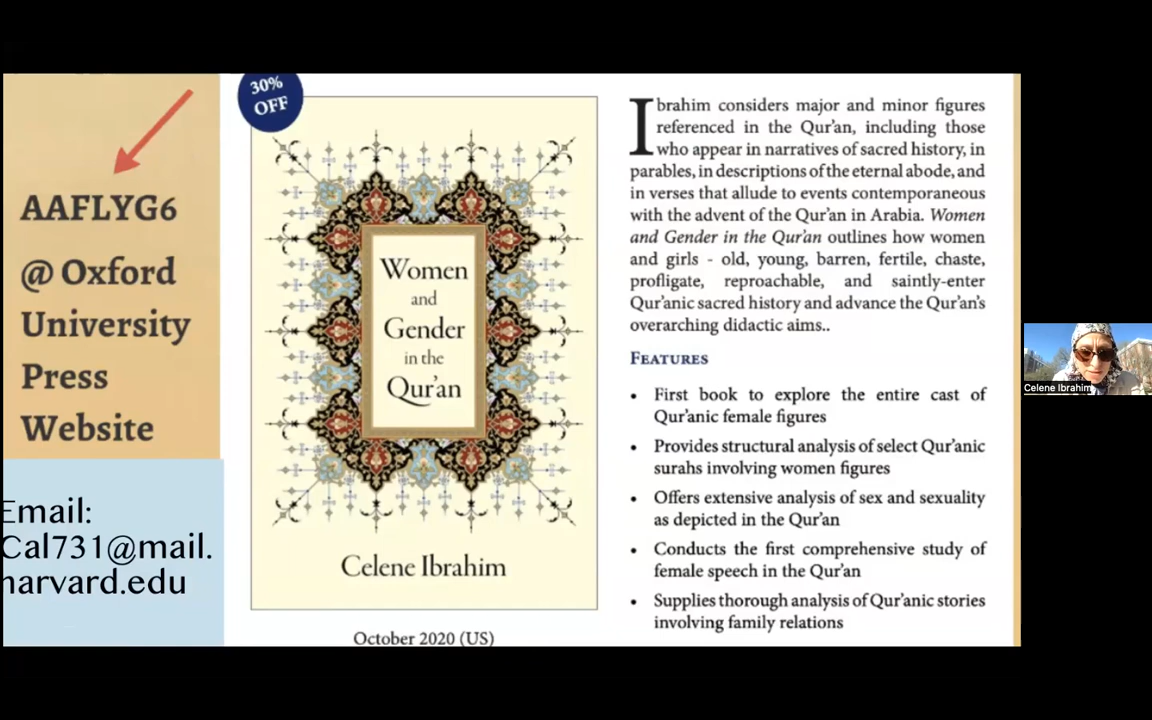 AAFLYG6
@ Oxford
University
Press
Website
Email:
Cal731@mail.
harvard.edu
30%
OFF
Women
and
Gender
in the
Qur'an
Celene Ibrahim
October 2020 (US)
Ibrahim considers major and minor figures
referenced in the Qur'an, including those
who appear in narratives of sacred history, in
parables, in descriptions of the eternal abode, and
in verses that allude to events contemporaneous
with the advent of the Qur'an in Arabia. Women
and Gender in the Qur'an outlines how women
and girls - old, young, barren, fertile, chaste,
profligate, reproachable, and saintly-enter
Qur'anic sacred history and advance the Qur'an's
overarching didactic aims..
FEATURES
• First book to explore the entire cast of
Qur'anic female figures
• Provides structural analysis of select Qur'anic
surahs involving women figures
• Offers extensive analysis of sex and sexuality
as depicted in the Qur'an
• Conducts the first comprehensive study of
female speech in the Qur'an
• Supplies thorough analysis of Qur'anic stories
involving family relations
Celene Ibrahim